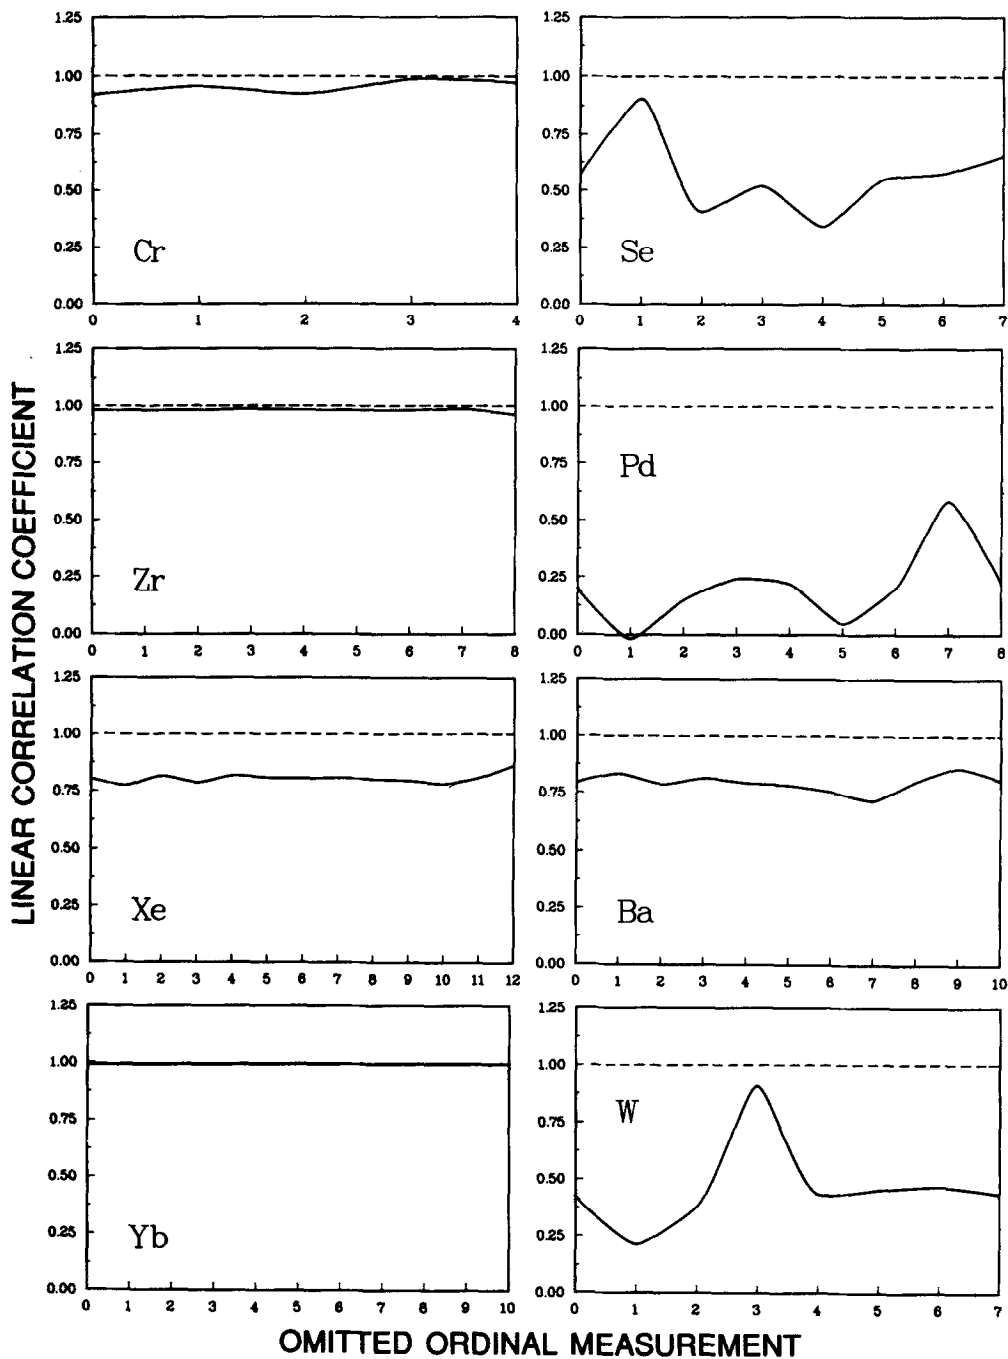 LINEAR CORRELATION COEFFICIENT
1.25
1.00
0.75
0.50
0.25
0.00
Cr
0 1 2 3 4
1.25
1.00
0.75
0.50
0.25
0.00
Se
0 1 2 3 4 5 6 7
1.25
1.00
0.75
0.50
0.25
0.00
Zr
0 1 2 3 4 5 6 7 8
1.25
1.00
0.75
0.50
0.25
0.00
Pd
0 1 2 3 4 5 6 7 8
1.25
1.00
0.75
0.50
0.25
0.00
Xe
0 1 2 3 4 5 6 7 8 9 10 11 12
1.25
1.00
0.75
0.50
0.25
0.00
Ba
0 1 2 3 4 5 6 7 8 9 10
1.25
1.00
0.75
0.50
0.25
0.00
Yb
0 1 2 3 4 5 6 7 8 9 10
1.25
1.00
0.75
0.50
0.25
0.00
W
0 1 2 3 4 5 6 7
OMITTED ORDINAL MEASUREMENT